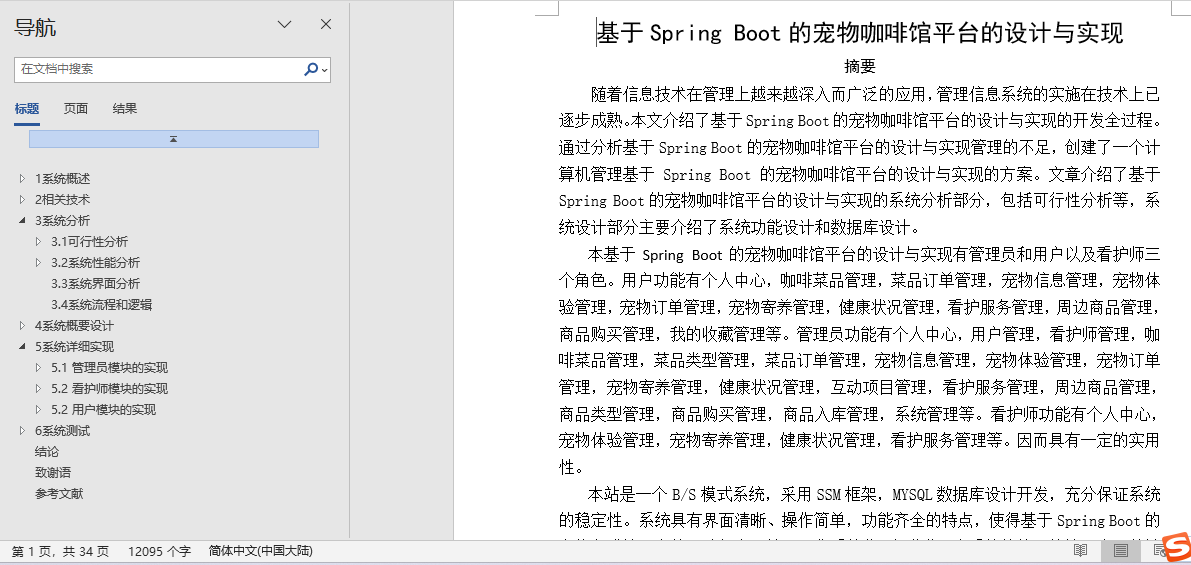 导航
在文档中搜索
标题 页面 结果
1系统概述
2相关技术
3系统分析
3.1可行性分析
3.2系统性能分析
3.3系统界面分析
3.4系统流程和逻辑
4系统概要设计
5系统详细实现
5.1 管理员模块的实现
5.2 看护师模块的实现
5.2 用户模块的实现
6系统测试
结论
致谢语
参考文献
基于 Spring Boot 的宠物咖啡馆平台的设计与实现
摘要
随着信息技术在管理上越来越深入而广泛的应用,管理信息系统的实施在技术上已
逐步成熟。本文介绍了基于 Spring Boot 的宠物咖啡馆平台的设计与实现的开发全过程。
通过分析基于 Spring Boot 的宠物咖啡馆平台的设计与实现管理的不足，创建了一个计
算机管理基于 Spring Boot 的宠物咖啡馆平台的设计与实现的方案。文章介绍了基于
Spring Boot 的宠物咖啡馆平台的设计与实现的系统分析部分，包括可行性分析等，系
统设计部分主要介绍了系统功能设计和数据库设计。
本基于 Spring Boot 的宠物咖啡馆平台的设计与实现有管理员和用户以及看护师三
个角色。用户功能有个人中心，咖啡菜品管理，菜品订单管理，宠物信息管理，宠物体
验管理，宠物订单管理，宠物寄养管理，健康状况管理，看护服务管理，周边商品管理，
商品购买管理，我的收藏管理等。管理员功能有个人中心，用户管理，看护师管理，咖
啡菜品管理，菜品类型管理，菜品订单管理，宠物信息管理，宠物体验管理，宠物订单
管理，宠物寄养管理，健康状况管理，互动项目管理，看护服务管理，周边商品管理，
商品类型管理，商品购买管理，商品入库管理，系统管理等。看护师功能有个人中心，
宠物体验管理，宠物寄养管理，健康状况管理，看护服务管理等。因而具有一定的实用
性。
本站是一个 B/S 模式系统，采用 SSM 框架，MYSQL 数据库设计开发，充分保证系统
的稳定性。系统具有界面清晰、操作简单，功能齐全的特点，使得基于 Spring Boot 的
第 1 页，共 34 页 12095 个字 简体中文(中国大陆)